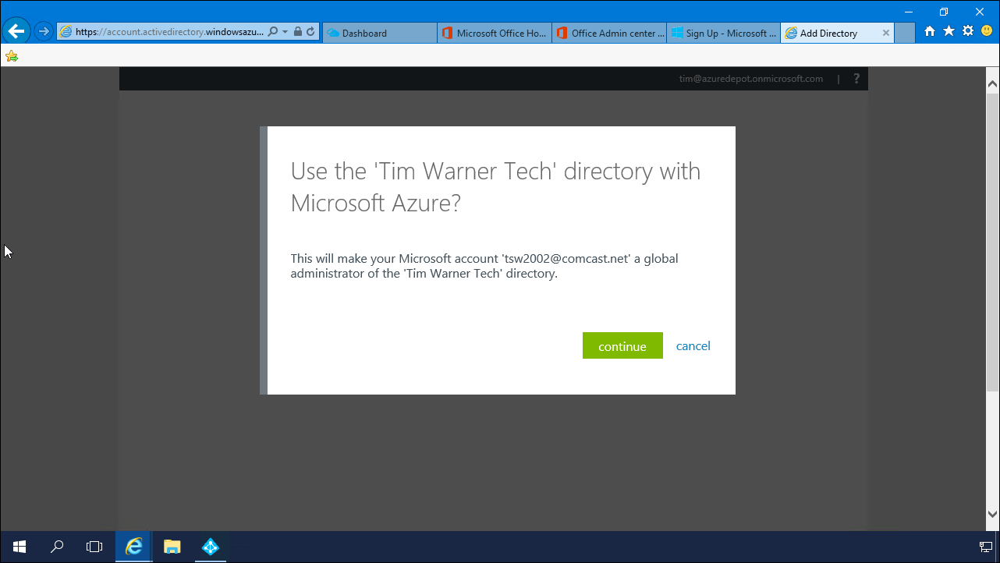 https://account.activedirectory.windowsazu...
Dashboard
Microsoft Office Ho...
Office Admin center ...
Sign Up - Microsoft ...
Add Directory
tim@azuredepot.onmicrosoft.com | ?
Use the 'Tim Warner Tech' directory with
Microsoft Azure?
This will make your Microsoft account 'tsw2002@comcast.net' a global
administrator of the 'Tim Warner Tech' directory.
continue
cancel